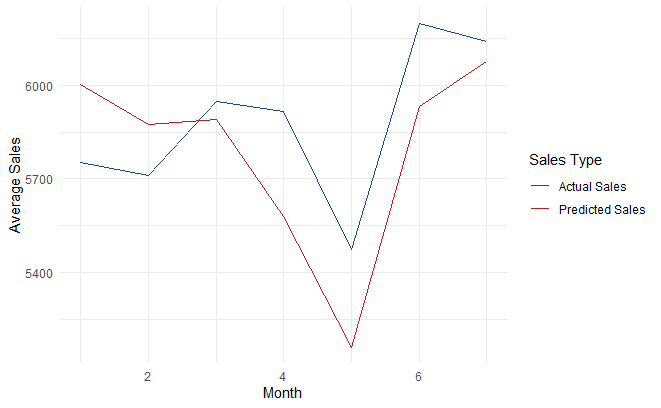 6000
5700
5400
Average Sales
2
4
6
Month
Sales Type
Actual Sales
Predicted Sales